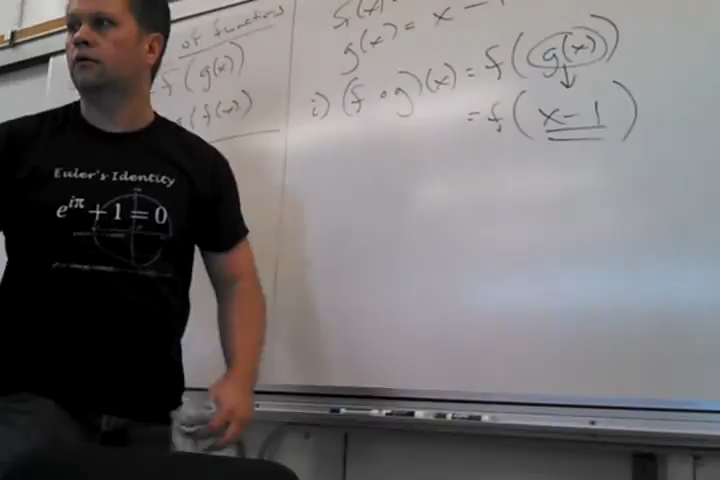 of functions
f(g(x))
(f(x))
f(x)
g(x) = x - 1
i) (f∘g)(x) = f(g(x))
= f(x-1)
Euler's Identity
e^{iπ} + 1 = 0